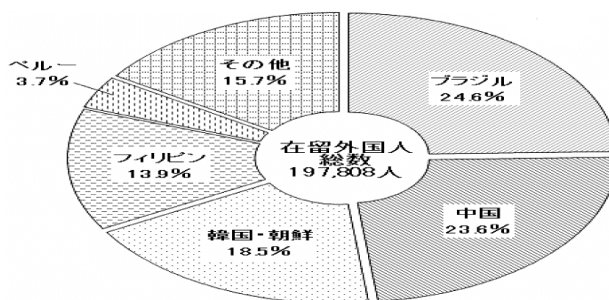 ブラジル
24.6%
中国
23.6%
韓国・朝鮮
18.5%
フィリピン
13.9%
ペルー
3.7%
その他
15.7%
在留外国人
総数
197,808人